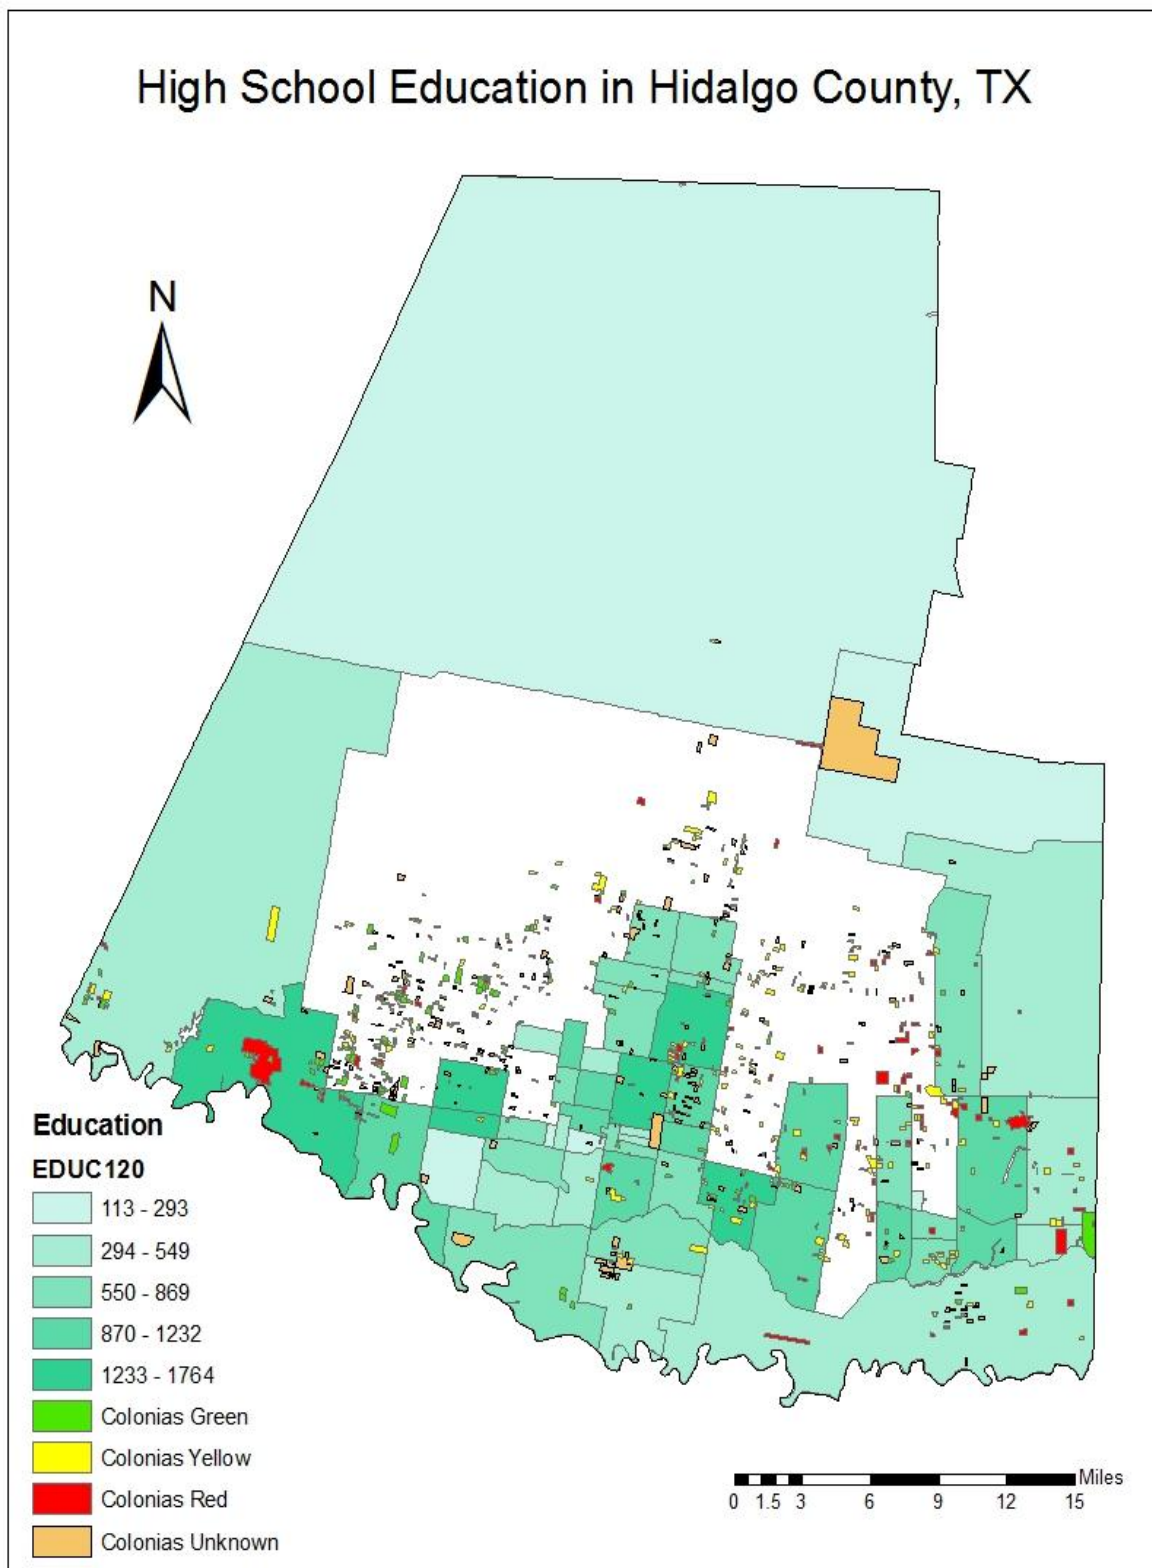 High School Education in Hidalgo County, TX
N
Education
EDUC120
113 - 293
294 - 549
550 - 869
870 - 1232
1233 - 1764
Colonias Green
Colonias Yellow
Colonias Red
Colonias Unknown
Miles
0 1.5 3 6 9 12 15